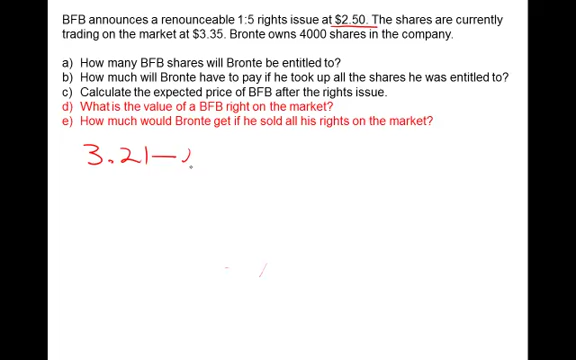 BFB announces a renounceable 1:5 rights issue at $2.50. The shares are currently
trading on the market at $3.35. Bronte owns 4000 shares in the company.
a) How many BFB shares will Bronte be entitled to?
b) How much will Bronte have to pay if he took up all the shares he was entitled to?
c) Calculate the expected price of BFB after the rights issue.
d) What is the value of a BFB right on the market?
e) How much would Bronte get if he sold all his rights on the market?
3.21 –